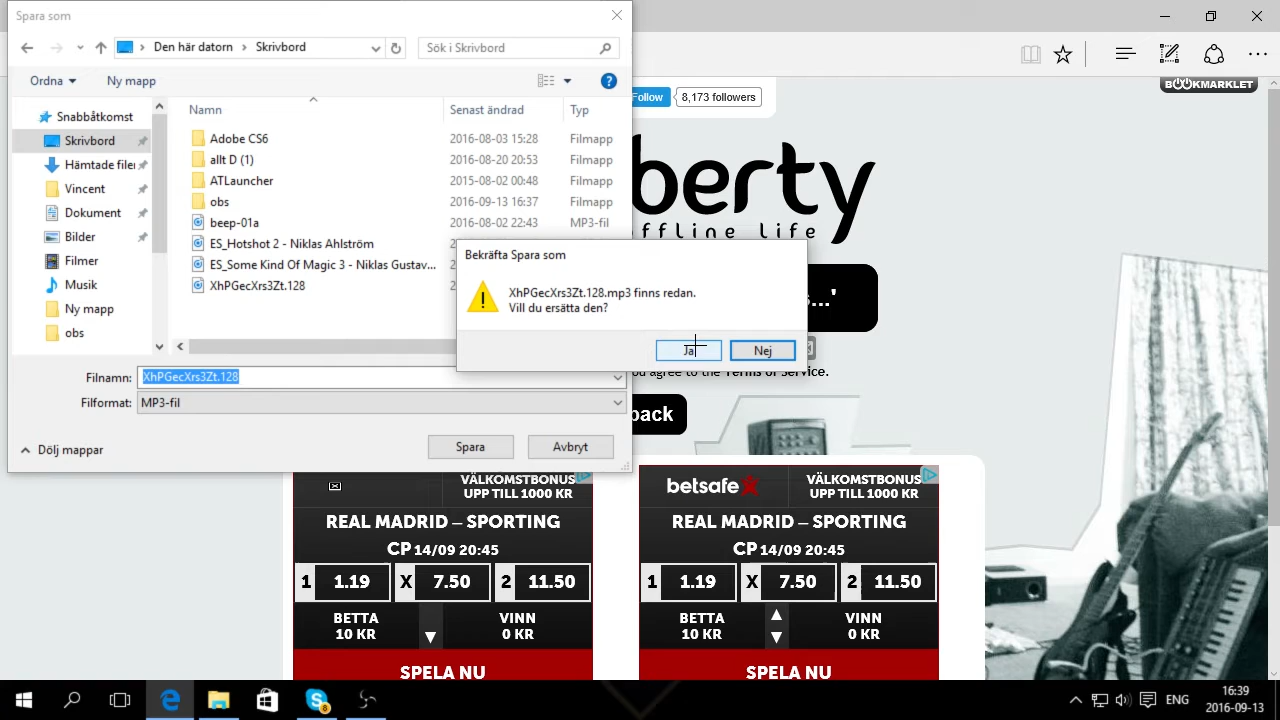 Spara som
Den här datorn
Skrivbord
Sök i Skrivbord
Ordna
Ny mapp
Snabbåtkomst
Skrivbord
Hämtade filer
Vincent
Dokument
Bilder
Filmer
Musik
Ny mapp
obs
Namn
Senast ändrad
Typ
Adobe CS6
2016-08-03 15:28
Filmapp
allt D (1)
2016-08-20 20:53
Filmapp
ATLauncher
2015-08-02 00:48
Filmapp
obs
2016-09-13 16:37
Filmapp
beep-01a
2016-08-02 22:43
MP3-fil
ES_Hotshot 2 - Niklas Ahlström
ES_Some Kind Of Magic 3 - Niklas Gustav...
XhPGecXrs3Zt.128
Filnamn:
XhPGecXrs3Zt.128
Filformat:
MP3-fil
Dölj mappar
Spara
Avbryt
Bekräfta Spara som
XhPGecXrs3Zt.128.mp3 finns redan.
Vill du ersätta den?
Ja
Nej
Follow
8,173 followers
BOOKMARKLET
berty
offline life
...'
you agree to the Terms of Service.
back
VÄLKOMSTBONUS
UPP TILL 1000 KR
REAL MADRID – SPORTING
CP 14/09 20:45
1 1.19 X 7.50 2 11.50
BETTA
10 KR
VINN
0 KR
SPELA NU
betsafe
VÄLKOMSTBONUS
UPP TILL 1000 KR
REAL MADRID – SPORTING
CP 14/09 20:45
1 1.19 X 7.50 2 11.50
BETTA
10 KR
VINN
0 KR
SPELA NU
8
ENG
16:39
2016-09-13